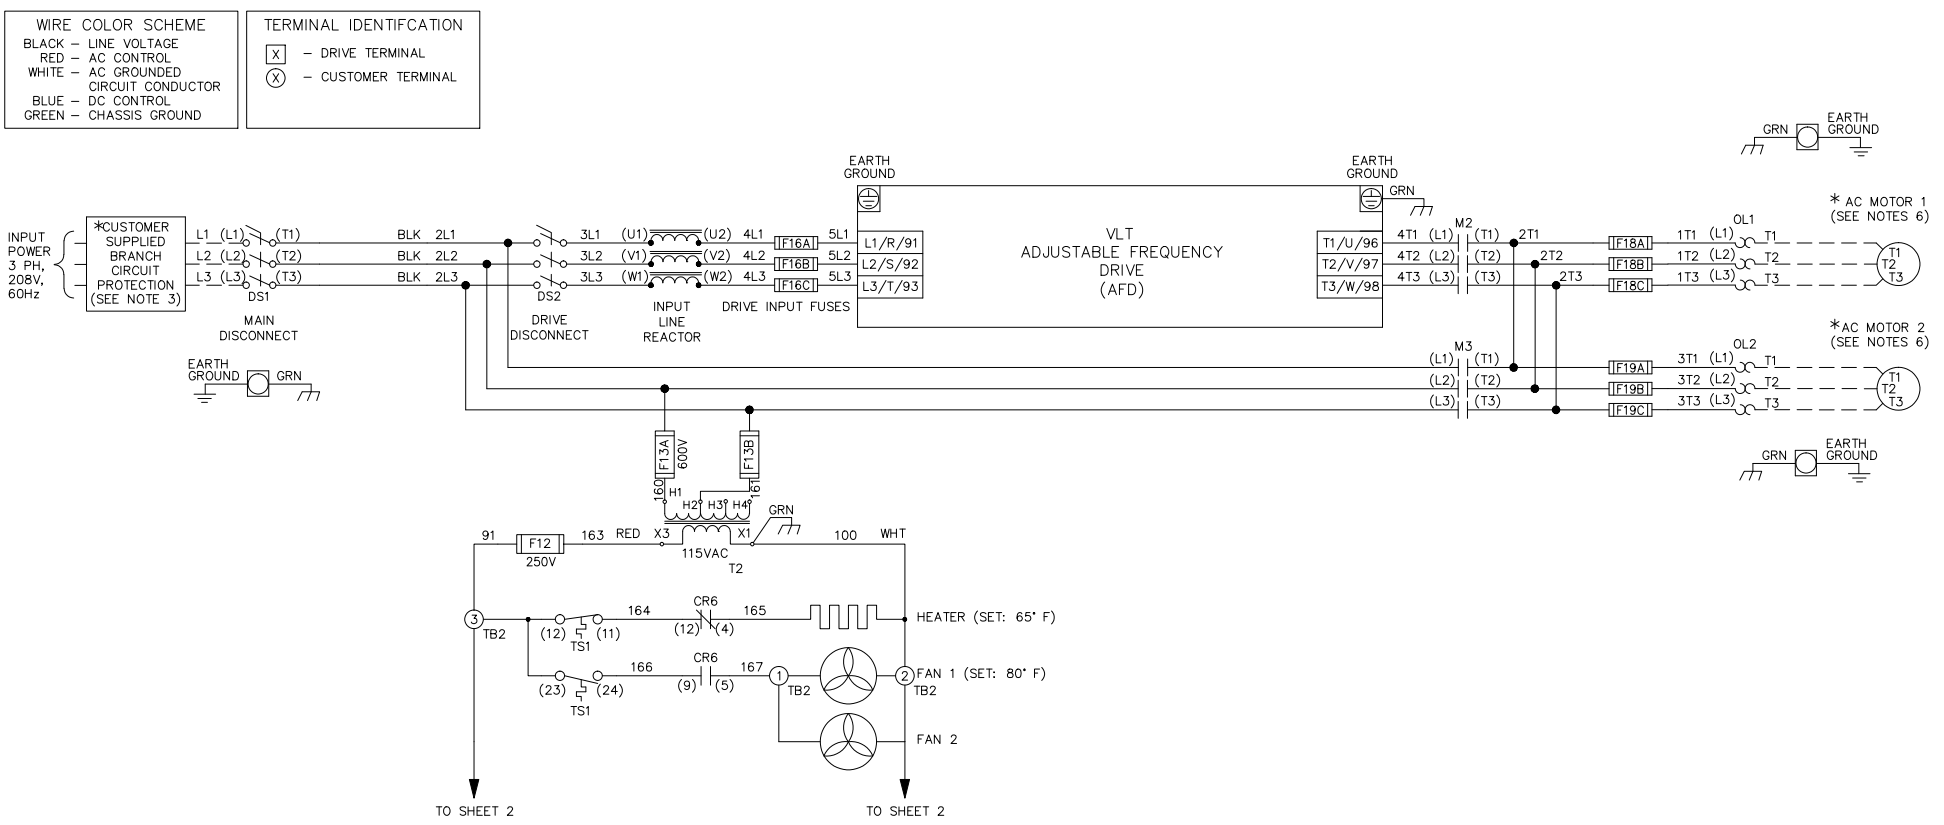 WIRE COLOR SCHEME
BLACK – LINE VOLTAGE
RED – AC CONTROL
WHITE – AC GROUNDED
CIRCUIT CONDUCTOR
BLUE – DC CONTROL
GREEN – CHASSIS GROUND
TERMINAL IDENTIFCATION
X – DRIVE TERMINAL
X – CUSTOMER TERMINAL
GRN
EARTH
GROUND
EARTH
GROUND
EARTH
GROUND
GRN
* AC MOTOR 1
(SEE NOTES 6)
INPUT
POWER
3 PH,
208V,
60Hz
*CUSTOMER
SUPPLIED
BRANCH
CIRCUIT
PROTECTION
(SEE NOTE 3)
L1 (L1) (T1) BLK 2L1 3L1 (U1) (U2) 4L1 F16A 5L1 L1/R/91
L2 (L2) (T2) BLK 2L2 3L2 (V1) (V2) 4L2 F16B 5L2 L2/S/92
L3 (L3) (T3) BLK 2L3 3L3 (W1) (W2) 4L3 F16C 5L3 L3/T/93
DS1
MAIN
DISCONNECT
DS2
DRIVE
DISCONNECT
INPUT
LINE
REACTOR
DRIVE INPUT FUSES
VLT
ADJUSTABLE FREQUENCY
DRIVE
(AFD)
M2
OL1
T1/U/96 4T1 (L1) (T1) 2T1 F18A 1T1 (L1) T1
T2/V/97 4T2 (L2) (T2) 2T2 F18B 1T2 (L2) T2
T3/W/98 4T3 (L3) (T3) 2T3 F18C 1T3 (L3) T3
T1
T2
T3
*AC MOTOR 2
(SEE NOTES 6)
M3
OL2
(L1) (T1) F19A 3T1 (L1) T1
(L2) (T2) F19B 3T2 (L2) T2
(L3) (T3) F19C 3T3 (L3) T3
T1
T2
T3
EARTH
GROUND
GRN
GRN
EARTH
GROUND
F13A
600V
F13B
160
161
H1
H2
H3
H4
GRN
91
F12
250V
163 RED X3
X1
115VAC
T2
100 WHT
3
TB2
(12) (11)
TS1
164
CR6
(12) (4)
165
HEATER (SET: 65° F)
(23) (24)
TS1
166
CR6
(9) (5)
167
1
TB2
2
TB2
FAN 1 (SET: 80° F)
FAN 2
TO SHEET 2
TO SHEET 2